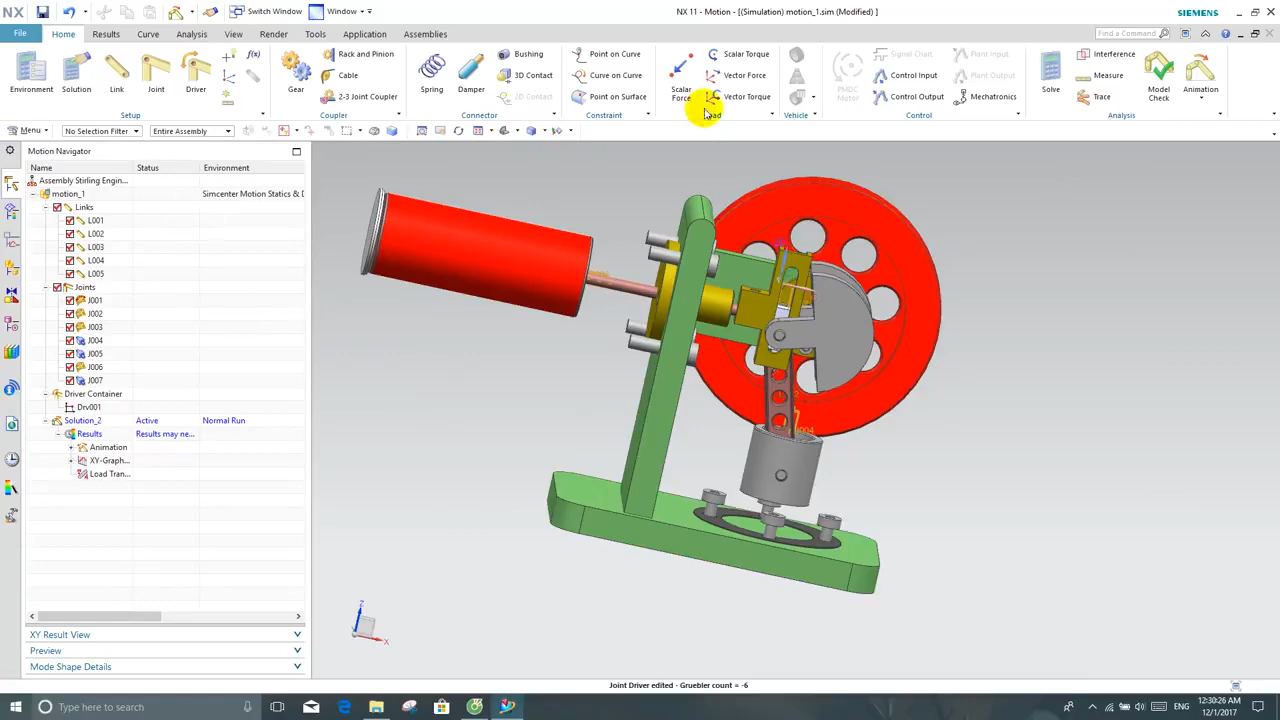 NX
Switch Window
Window
NX 11 - Motion - [(Simulation) motion_1.sim (Modified) ]
SIEMENS
File
Home
Results
Curve
Analysis
View
Render
Tools
Application
Assemblies
Find a Command
Environment
Solution
Link
Joint
Driver
f(x)
Setup
Gear
Rack and Pinion
Cable
2-3 Joint Coupler
Coupler
Spring
Damper
Bushing
3D Contact
2D Contact
Connector
Point on Curve
Curve on Curve
Point on Surface
Constraint
Scalar
Force
Scalar Torque
Vector Force
Vector Torque
Vehicle
PMDC
Motor
Signal Chart
Control Input
Control Output
Plant Input
Plant Output
Mechatronics
Control
Solve
Interference
Measure
Trace
Model
Check
Animation
Analysis
Menu
No Selection Filter
Entire Assembly
Motion Navigator
Name
Status
Environment
Assembly Stirling Engin...
motion_1
Simcenter Motion Statics & D
Links
L001
L002
L003
L004
L005
Joints
J001
J002
J003
J004
J005
J006
J007
Driver Container
Drv001
Solution_2
Active
Normal Run
Results
Results may ne...
Animation
XY-Graph...
Load Tran...
XY Result View
Preview
Mode Shape Details
Z
X
Joint Driver edited - Gruebler count = -6
Type here to search
ENG
12:30:26 AM
12/1/2017